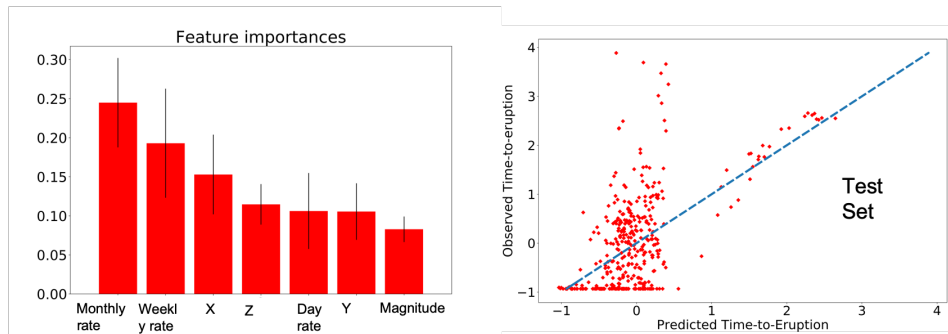 Feature importances
0.30
0.25
0.20
0.15
0.10
0.05
0.00
Monthly
rate
Weekl
y rate
X
Z
Day
rate
Y
Magnitude
4
3
2
1
0
−1
Observed Time-to-eruption
Test
Set
−1 0 1 2 3 4
Predicted Time-to-Eruption